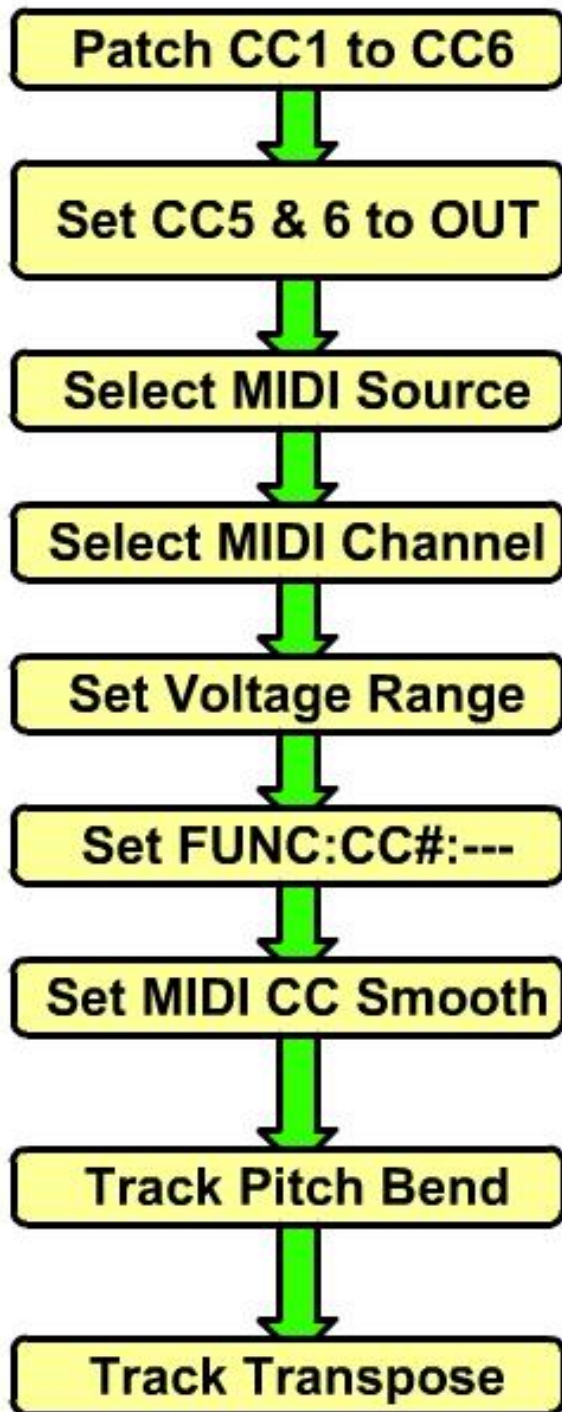 Patch CC1 to CC6
Set CC5 & 6 to OUT
Select MIDI Source
Select MIDI Channel
Set Voltage Range
Set FUNC:CC#:---
Set MIDI CC Smooth
Track Pitch Bend
Track Transpose